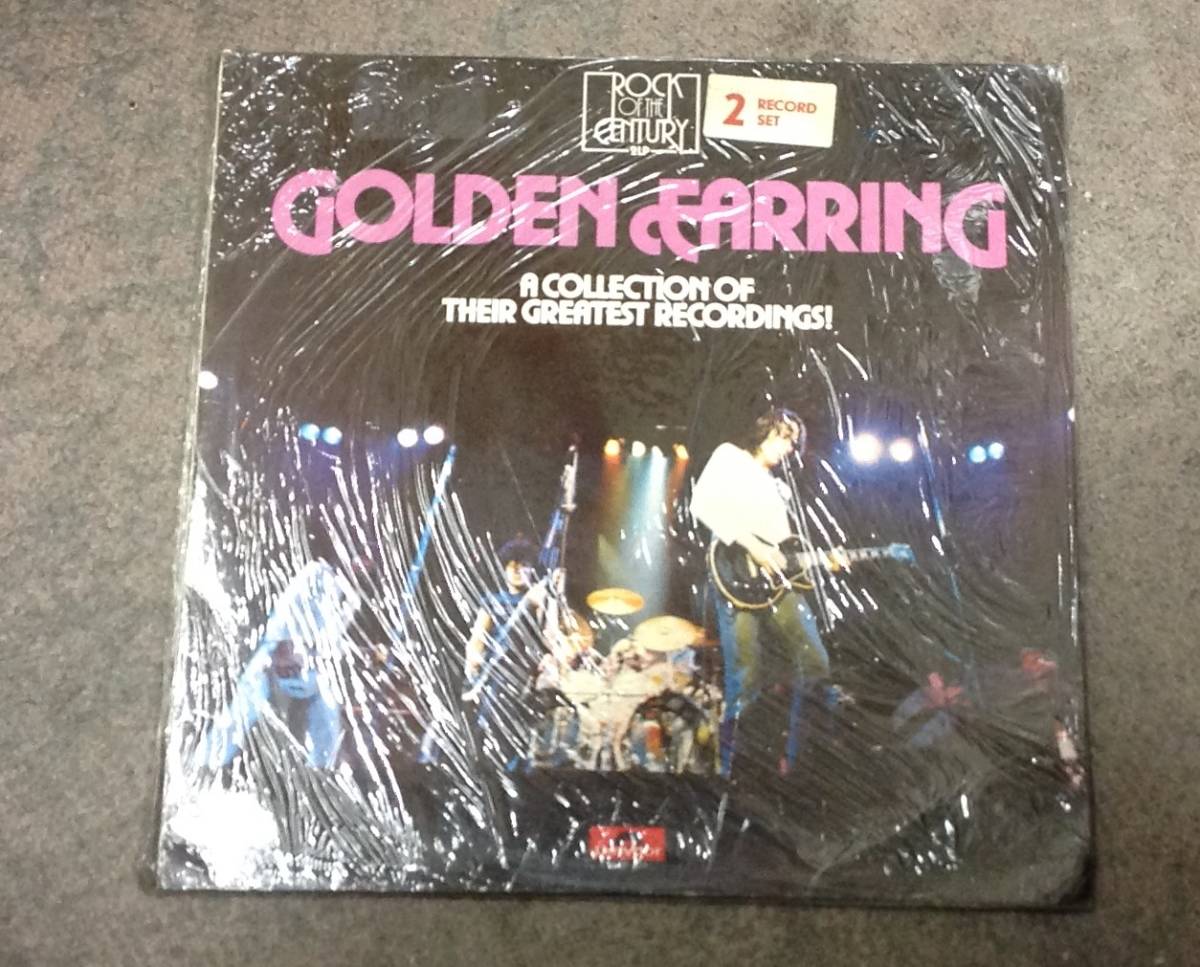 ROCK
OF THE
CENTURY
2LP
2 RECORD
SET
GOLDEN EARRING
A COLLECTION OF
THEIR GREATEST RECORDINGS!